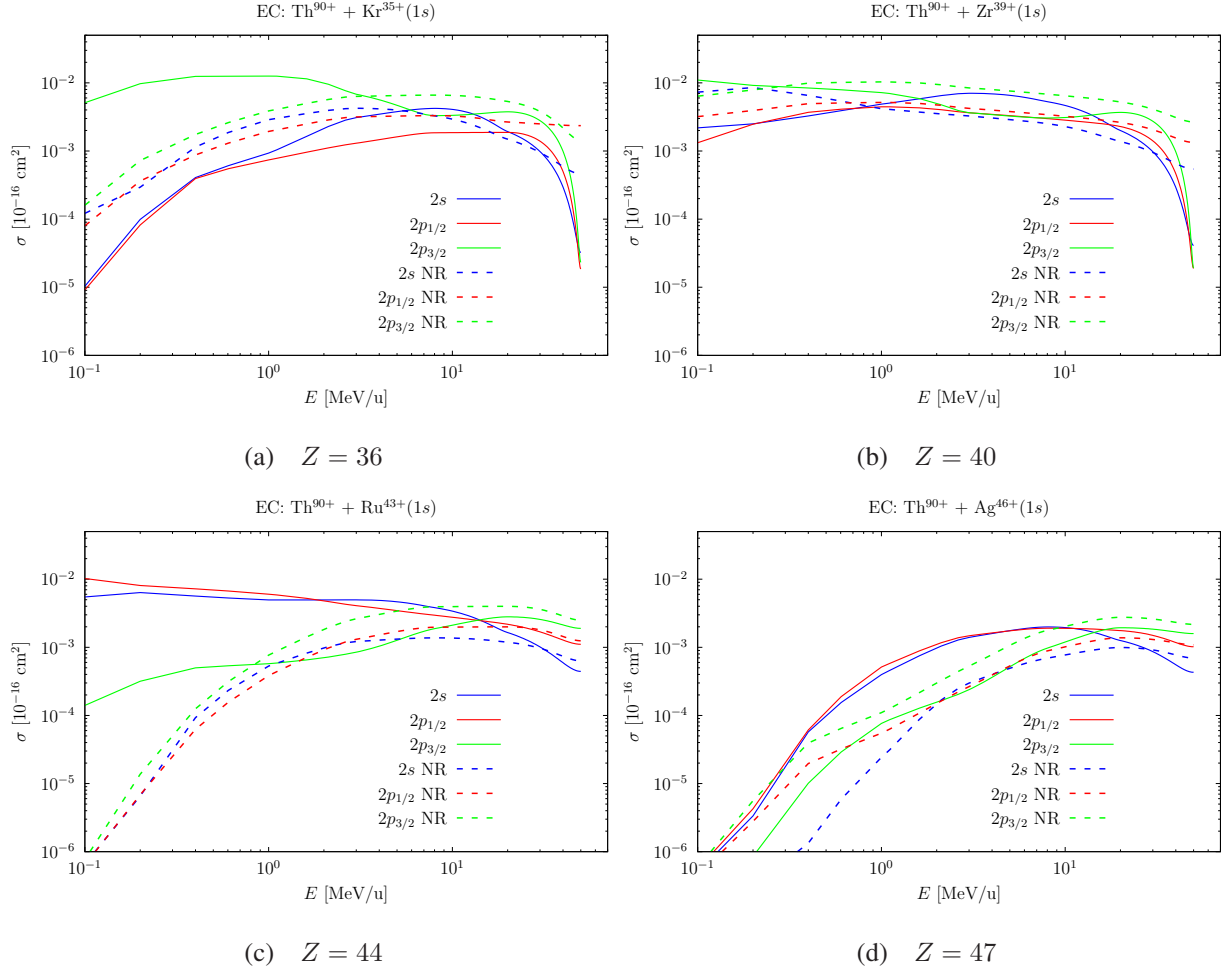 EC: Th⁹⁰⁺ + Kr³⁵⁺(1s)
σ [10⁻¹⁶ cm²]
10⁻²
10⁻³
10⁻⁴
10⁻⁵
10⁻⁶
2s
2p₁/₂
2p₃/₂
2s NR
2p₁/₂ NR
2p₃/₂ NR
10⁻¹ 10⁰ 10¹
E [MeV/u]
(a) Z = 36
EC: Th⁹⁰⁺ + Zr³⁹⁺(1s)
σ [10⁻¹⁶ cm²]
10⁻²
10⁻³
10⁻⁴
10⁻⁵
10⁻⁶
2s
2p₁/₂
2p₃/₂
2s NR
2p₁/₂ NR
2p₃/₂ NR
10⁻¹ 10⁰ 10¹
E [MeV/u]
(b) Z = 40
EC: Th⁹⁰⁺ + Ru⁴³⁺(1s)
σ [10⁻¹⁶ cm²]
10⁻²
10⁻³
10⁻⁴
10⁻⁵
10⁻⁶
2s
2p₁/₂
2p₃/₂
2s NR
2p₁/₂ NR
2p₃/₂ NR
10⁻¹ 10⁰ 10¹
E [MeV/u]
(c) Z = 44
EC: Th⁹⁰⁺ + Ag⁴⁶⁺(1s)
σ [10⁻¹⁶ cm²]
10⁻²
10⁻³
10⁻⁴
10⁻⁵
10⁻⁶
2s
2p₁/₂
2p₃/₂
2s NR
2p₁/₂ NR
2p₃/₂ NR
10⁻¹ 10⁰ 10¹
E [MeV/u]
(d) Z = 47